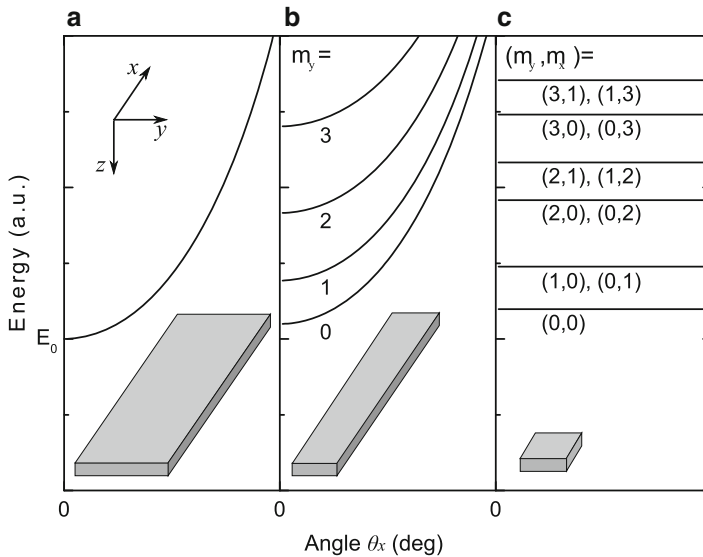 a
b
c
m_y =
(m_y,m_x)=
x
y
z
3
2
1
0
(3,1), (1,3)
(3,0), (0,3)
(2,1), (1,2)
(2,0), (0,2)
(1,0), (0,1)
(0,0)
Energy (a.u.)
E_0
0
0
0
Angle θ_x (deg)